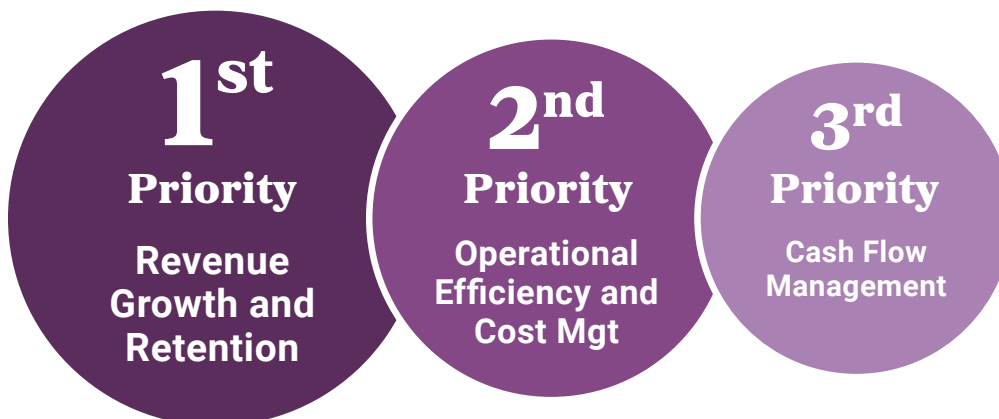 1st
Priority
Revenue
Growth and
Retention
2nd
Priority
Operational
Efficiency and
Cost Mgt
3rd
Priority
Cash Flow
Management